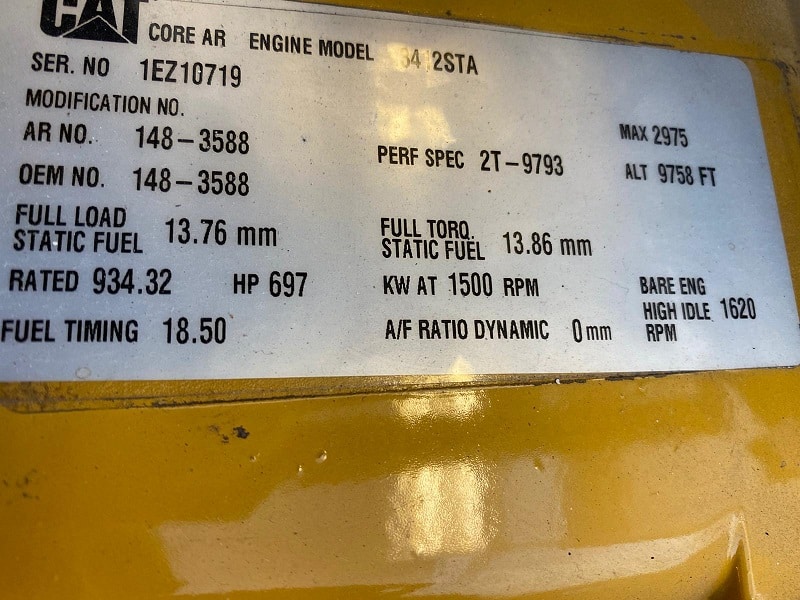 CAT CORE AR ENGINE MODEL 3412STA
SER. NO 1EZ10719
MODIFICATION NO.
AR NO. 148-3588 PERF SPEC 2T-9793 MAX 2975
OEM NO. 148-3588 ALT 9758 FT
FULL LOAD
STATIC FUEL 13.76 mm
FULL TORQ.
STATIC FUEL 13.86 mm
RATED 934.32 HP 697 KW AT 1500 RPM
BARE ENG
HIGH IDLE 1620
RPM
FUEL TIMING 18.50 A/F RATIO DYNAMIC 0 mm